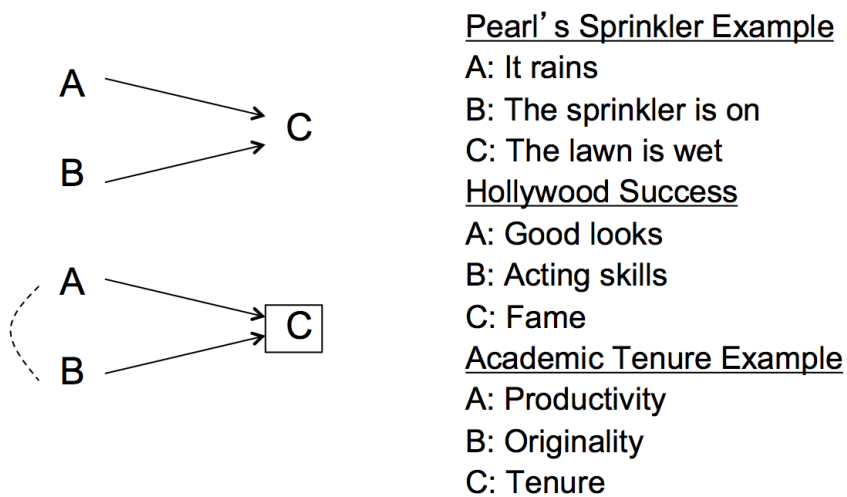 A
B
C
A
B
C
Pearl’s Sprinkler Example
A: It rains
B: The sprinkler is on
C: The lawn is wet
Hollywood Success
A: Good looks
B: Acting skills
C: Fame
Academic Tenure Example
A: Productivity
B: Originality
C: Tenure